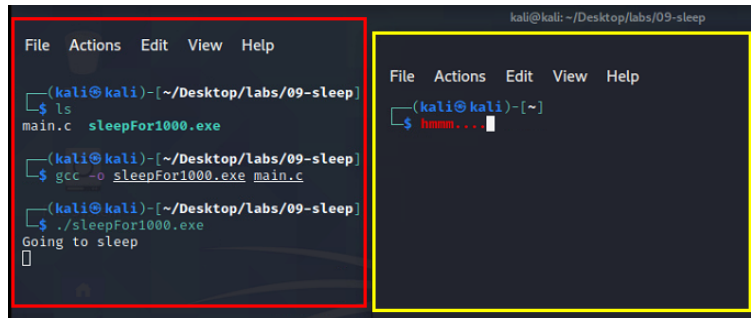 kali@kali: ~/Desktop/labs/09-sleep
File Actions Edit View Help
(kali㉿kali)-[~/Desktop/labs/09-sleep]
$ ls
main.c sleepFor1000.exe
(kali㉿kali)-[~/Desktop/labs/09-sleep]
$ gcc -o sleepFor1000.exe main.c
(kali㉿kali)-[~/Desktop/labs/09-sleep]
$ ./sleepFor1000.exe
Going to sleep
File Actions Edit View Help
(kali㉿kali)-[~]
$ hmmm....